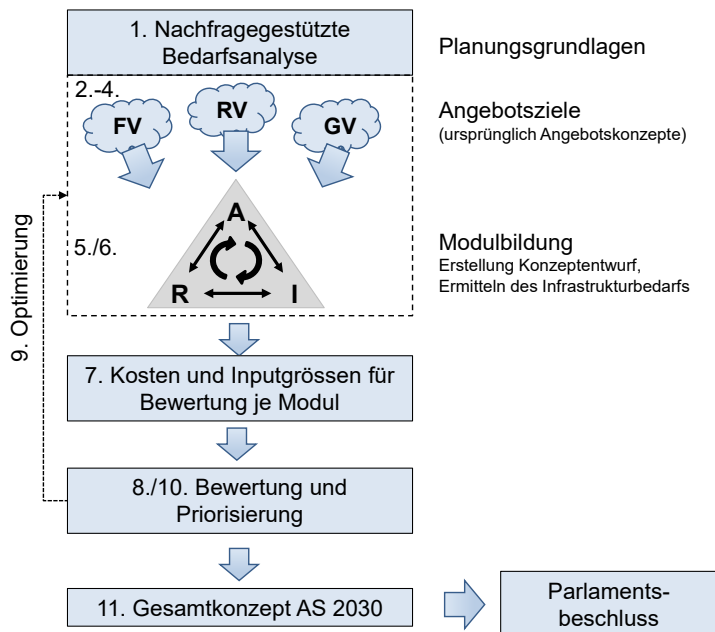 1. Nachfragegestützte
Bedarfsanalyse
Planungsgrundlagen
2.-4.
FV
RV
GV
Angebotsziele
(ursprünglich Angebotskonzepte)
A
5./6.
R
I
Modulbildung
Erstellung Konzeptentwurf,
Ermitteln des Infrastrukturbedarfs
9. Optimierung
7. Kosten und Inputgrössen für
Bewertung je Modul
8./10. Bewertung und
Priorisierung
11. Gesamtkonzept AS 2030
Parlaments-
beschluss